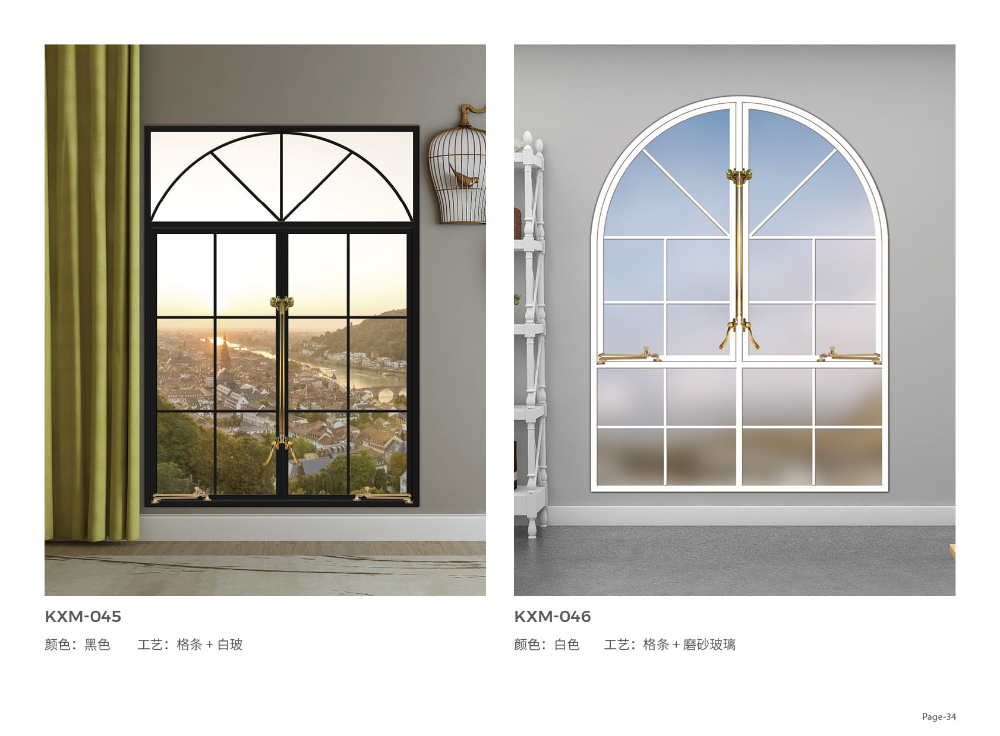 KXM-045
颜色：黑色 工艺：格条 + 白玻
KXM-046
颜色：白色 工艺：格条 + 磨砂玻璃
Page-34